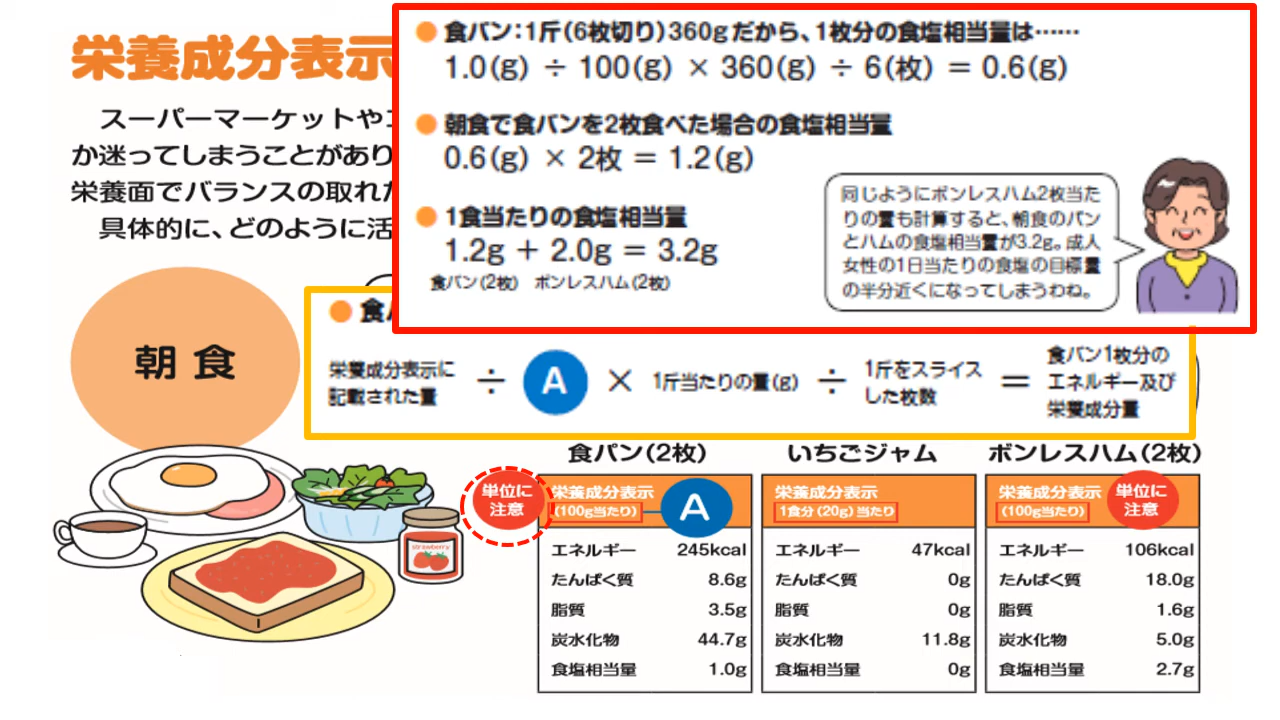 栄養成分表示
スーパーマーケットや
か迷ってしまうことがあり
栄養面でバランスの取れた
具体的に、どのように活
●食パン：1斤(6枚切り)360gだから、1枚分の食塩相当量は……
1.0(g) ÷ 100(g) × 360(g) ÷ 6(枚) = 0.6(g)
●朝食で食パンを2枚食べた場合の食塩相当量
0.6(g) × 2枚 = 1.2(g)
●1食当たりの食塩相当量
1.2g + 2.0g = 3.2g
食パン(2枚) ボンレスハム(2枚)
同じようにボンレスハム2枚当た
りの量も計算すると、朝食のパン
とハムの食塩相当量が3.2g。成人
女性の1日当たりの食塩の目標量
の半分近くになってしまうわね。
朝食
●食
栄養成分表示に
記載された量
÷ A × 1斤当たりの量(g) ÷
1斤をスライス
した枚数
=
食パン1枚分の
エネルギー及び
栄養成分量
strawberry
単位に
注意
食パン(2枚)
栄養成分表示
(100g当たり) A
エネルギー 245kcal
たんぱく質 8.6g
脂質 3.5g
炭水化物 44.7g
食塩相当量 1.0g
いちごジャム
栄養成分表示
1食分(20g)当たり
エネルギー 47kcal
たんぱく質 0g
脂質 0g
炭水化物 11.8g
食塩相当量 0g
ボンレスハム(2枚)
栄養成分表示
(100g当たり)
単位に
注意
エネルギー 106kcal
たんぱく質 18.0g
脂質 1.6g
炭水化物 5.0g
食塩相当量 2.7g